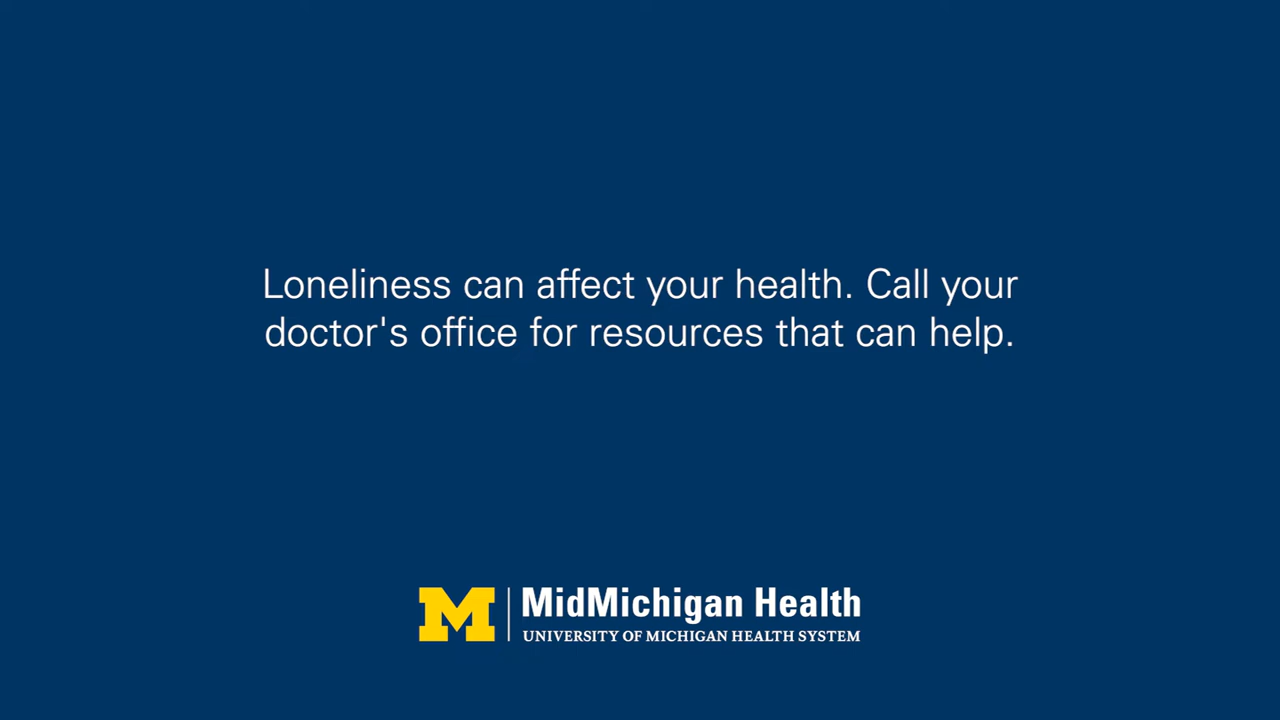 Loneliness can affect your health. Call your
doctor's office for resources that can help.
M
MidMichigan Health
UNIVERSITY OF MICHIGAN HEALTH SYSTEM